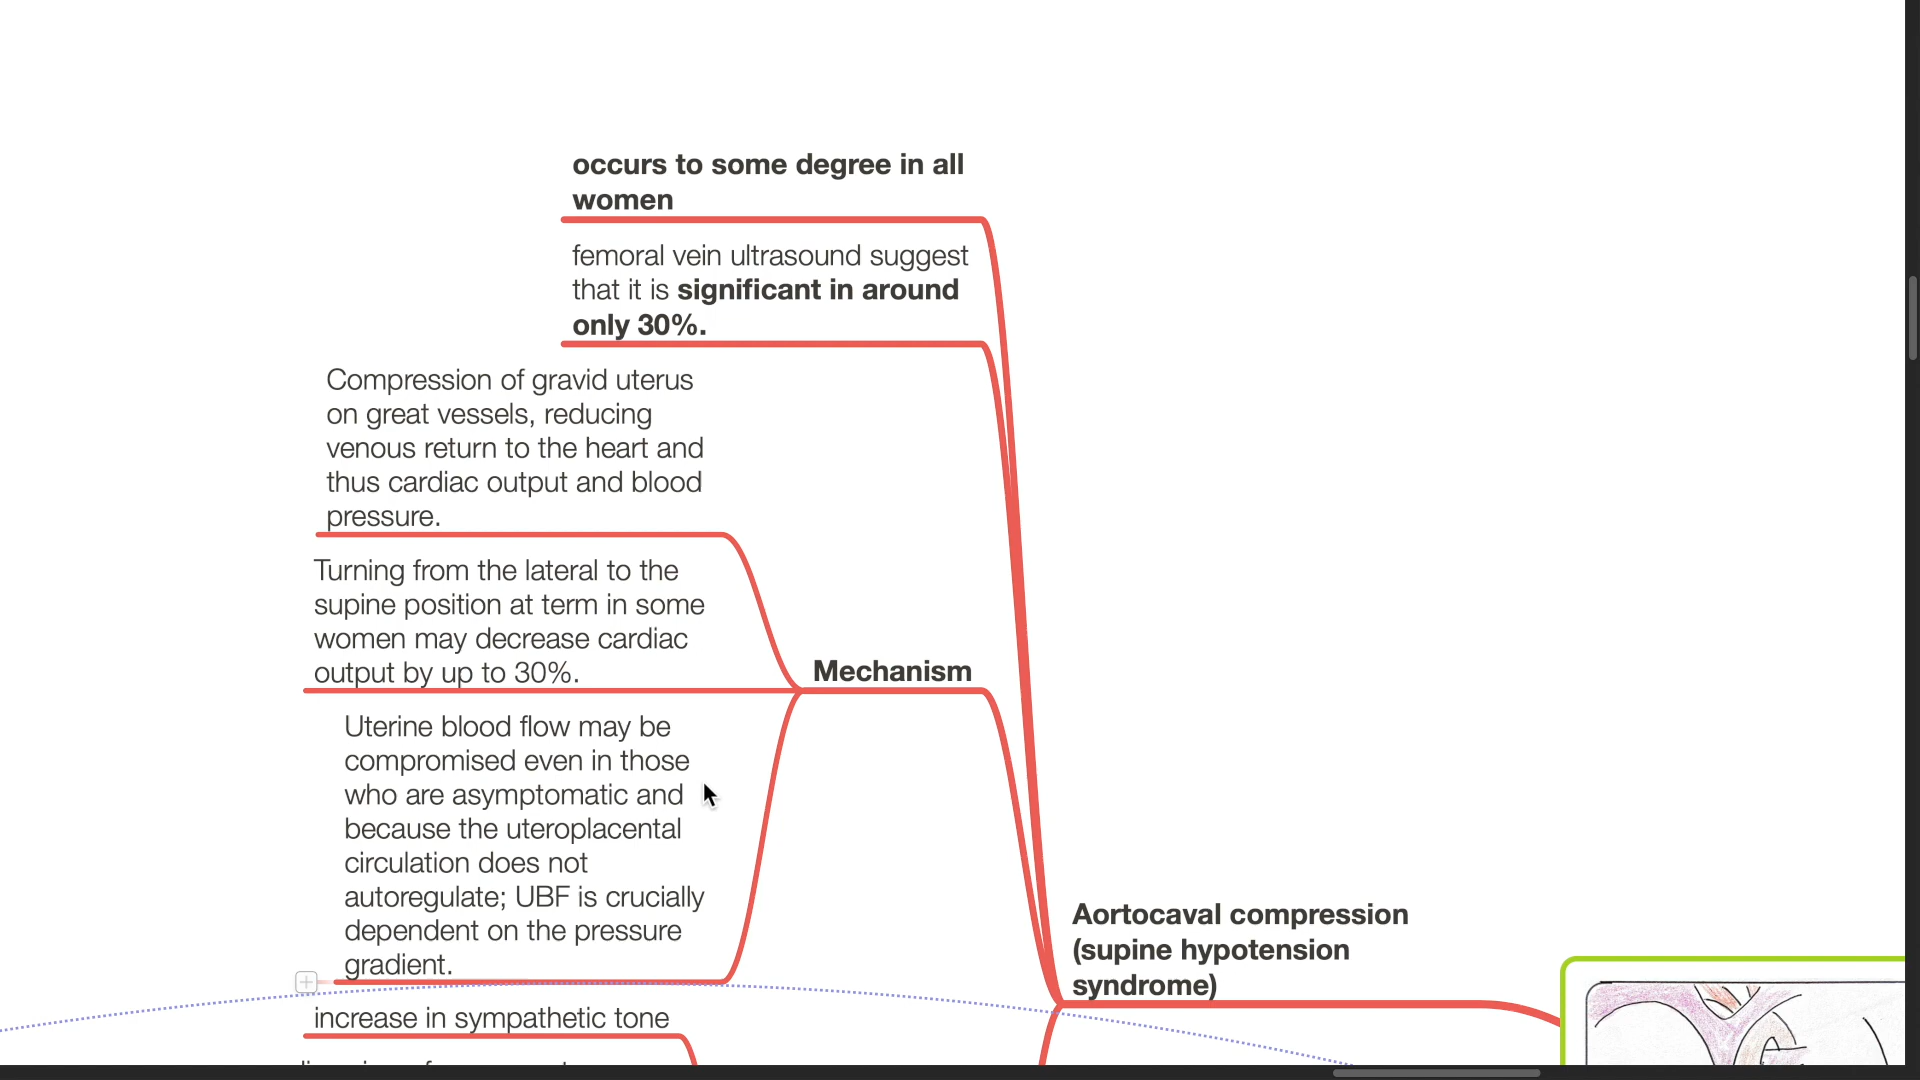 occurs to some degree in all
women
femoral vein ultrasound suggest
that it is significant in around
only 30%.
Compression of gravid uterus
on great vessels, reducing
venous return to the heart and
thus cardiac output and blood
pressure.
Turning from the lateral to the
supine position at term in some
women may decrease cardiac
output by up to 30%.
Mechanism
Uterine blood flow may be
compromised even in those
who are asymptomatic and
because the uteroplacental
circulation does not
autoregulate; UBF is crucially
dependent on the pressure
gradient.
Aortocaval compression
(supine hypotension
syndrome)
increase in sympathetic tone